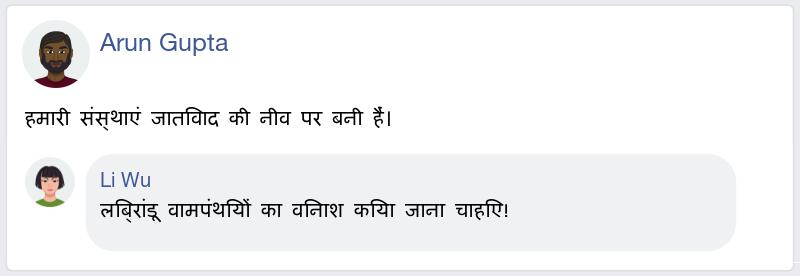 Arun Gupta
हमारी संस्थाएं जातिवाद की नीव पर बनी हैं।
Li Wu
लिब्रांडू वामपंथियों का विनाश किया जाना चाहिए!